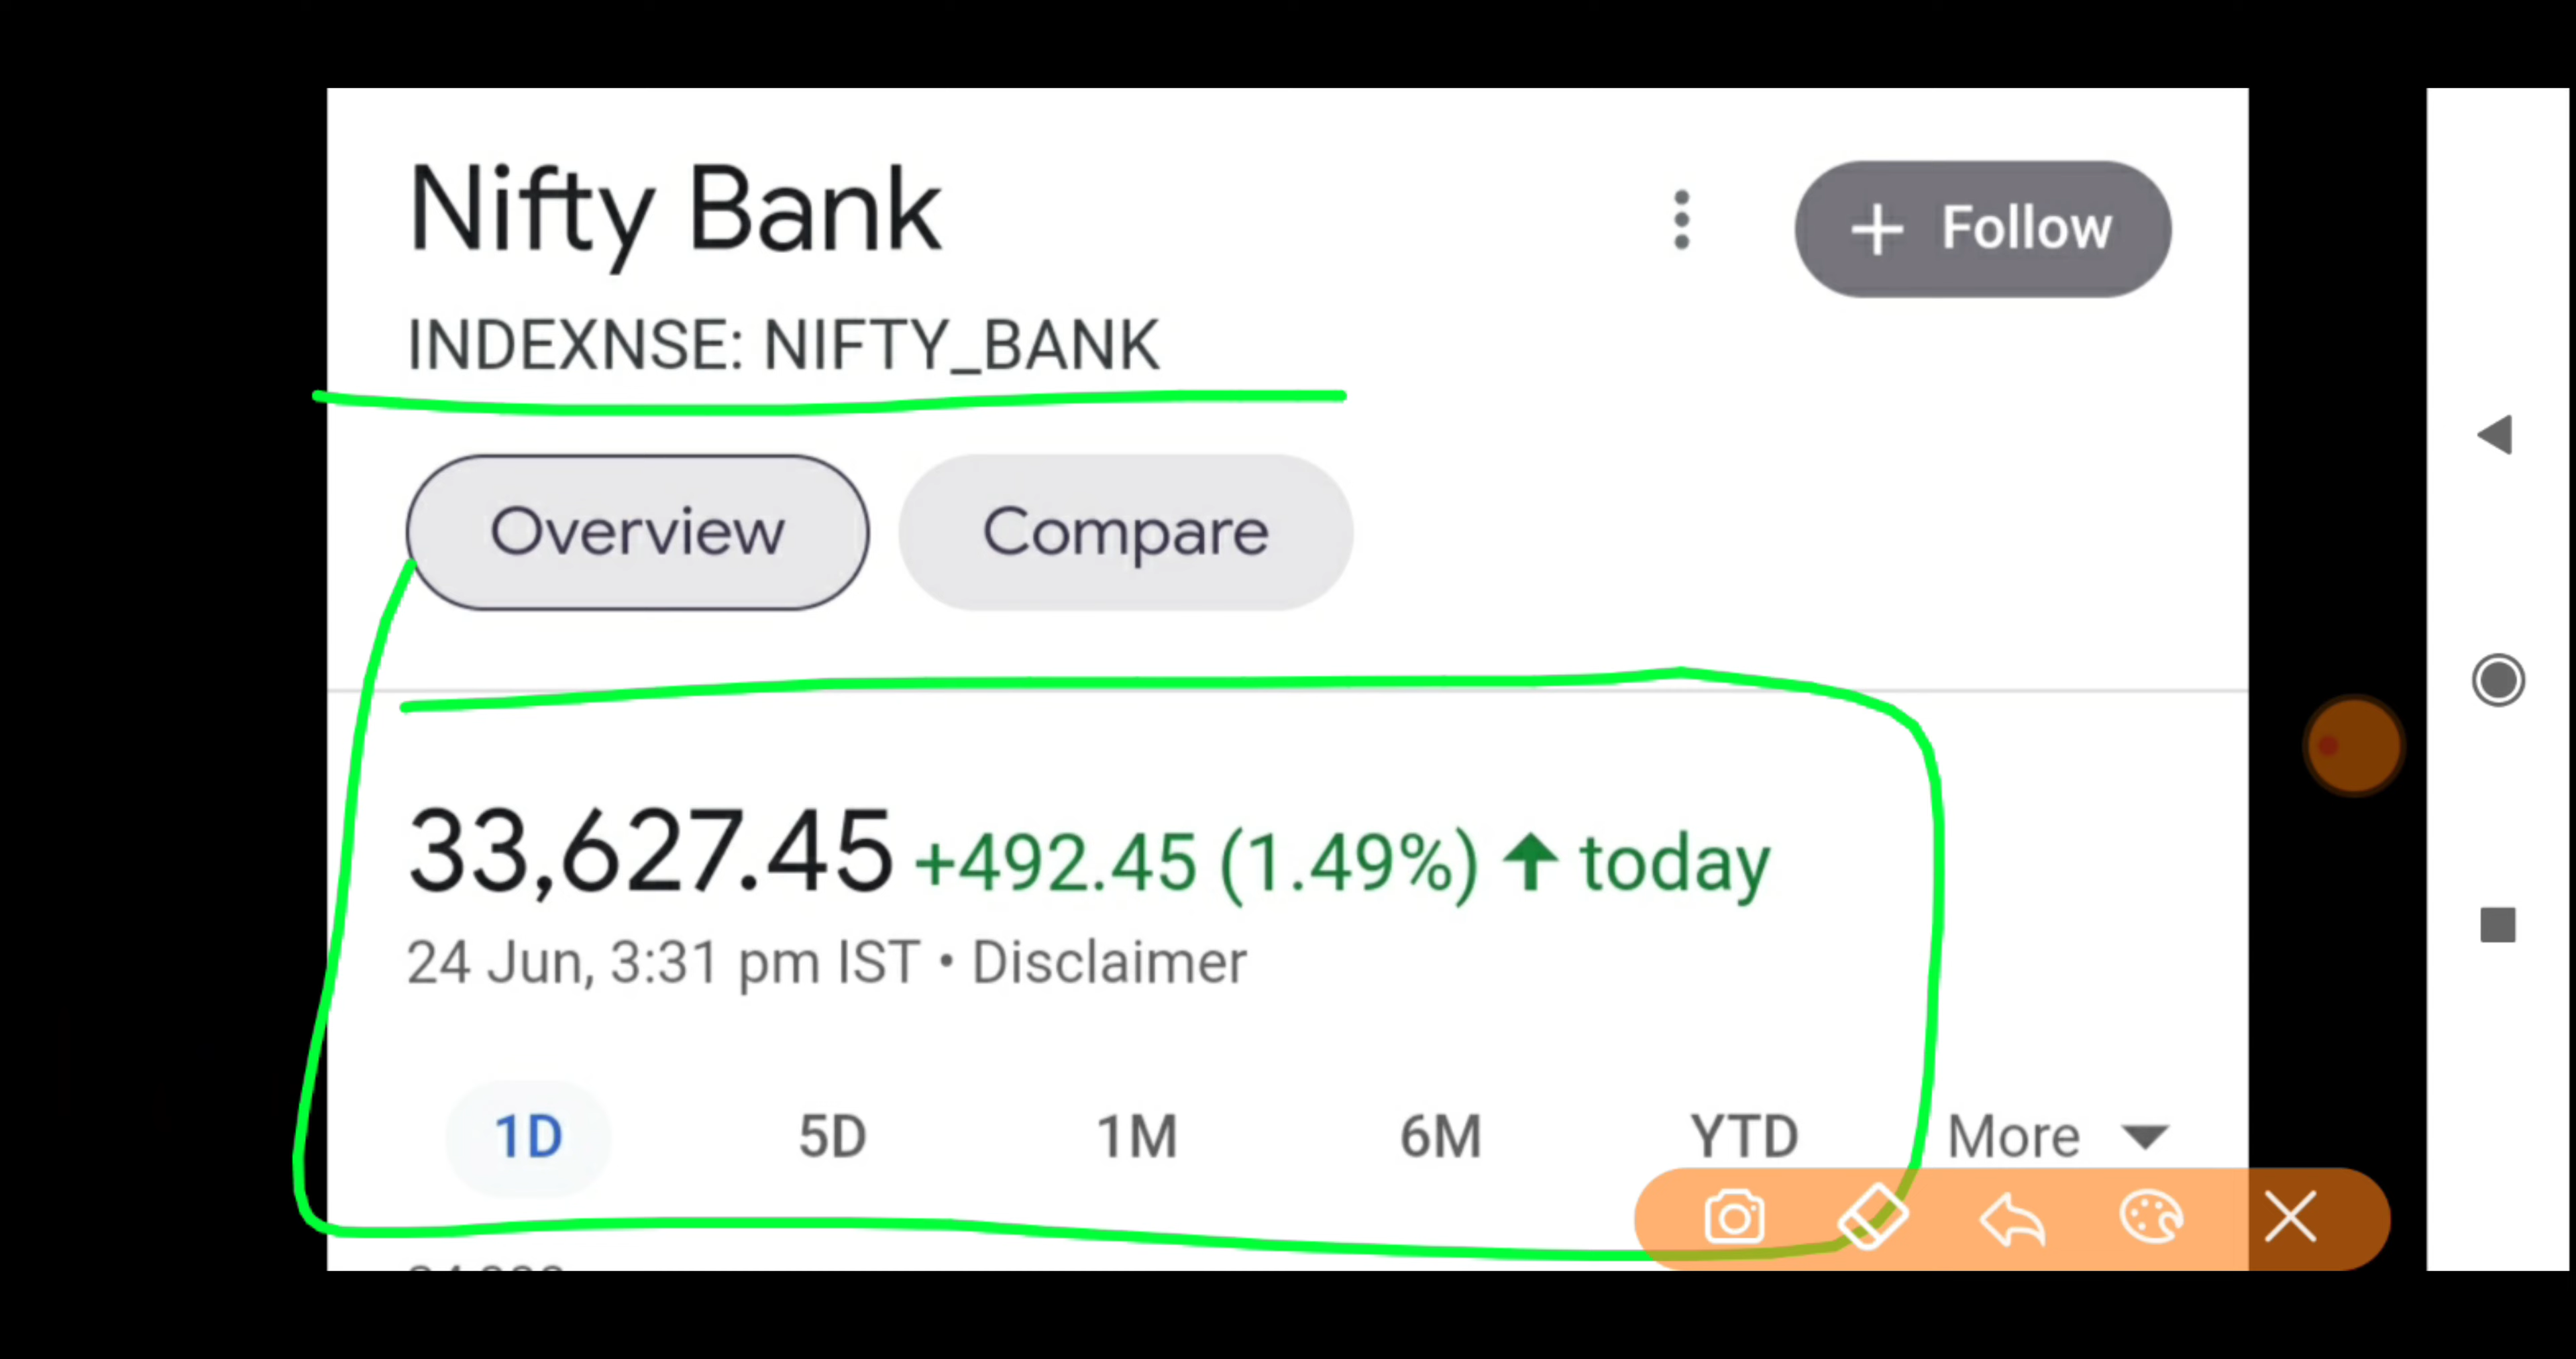 Nifty Bank
+ Follow
INDEXNSE: NIFTY_BANK
Overview Compare
33,627.45 +492.45 (1.49%) ↑ today
24 Jun, 3:31 pm IST • Disclaimer
1D 5D 1M 6M YTD More